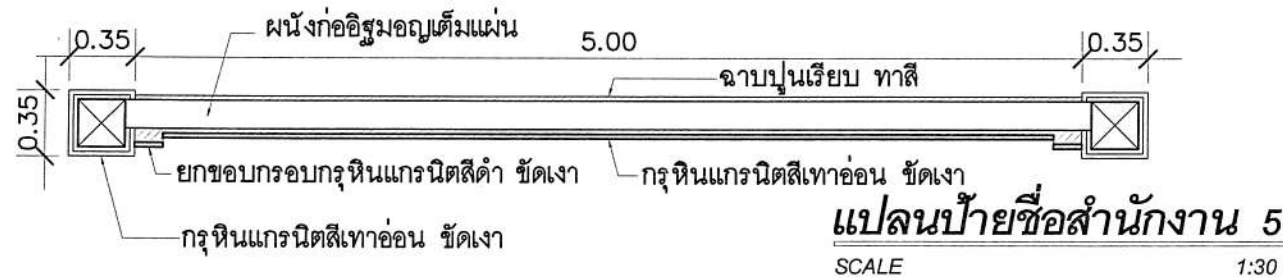 0.35
ผนังก่ออิฐมอญเต็มแผ่น
5.00
0.35
ฉาบปูนเรียบ ทาสี
0.35
ยกขอบกรอบกรุหินแกรนิตสีดำ ขัดเงา
กรุหินแกรนิตสีเทาอ่อน ขัดเงา
กรุหินแกรนิตสีเทาอ่อน ขัดเงา
แปลนป้ายชื่อสำนักงาน 5
SCALE 1:30